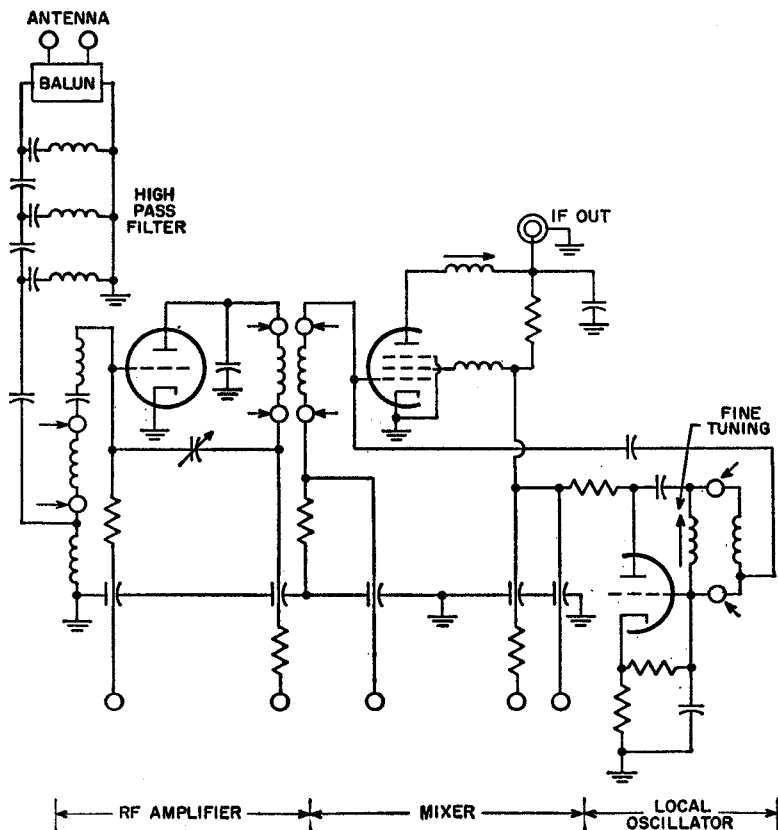 ANTENNA
BALUN
HIGH
PASS
FILTER
IF OUT
FINE
TUNING
RF AMPLIFIER
MIXER
LOCAL
OSCILLATOR